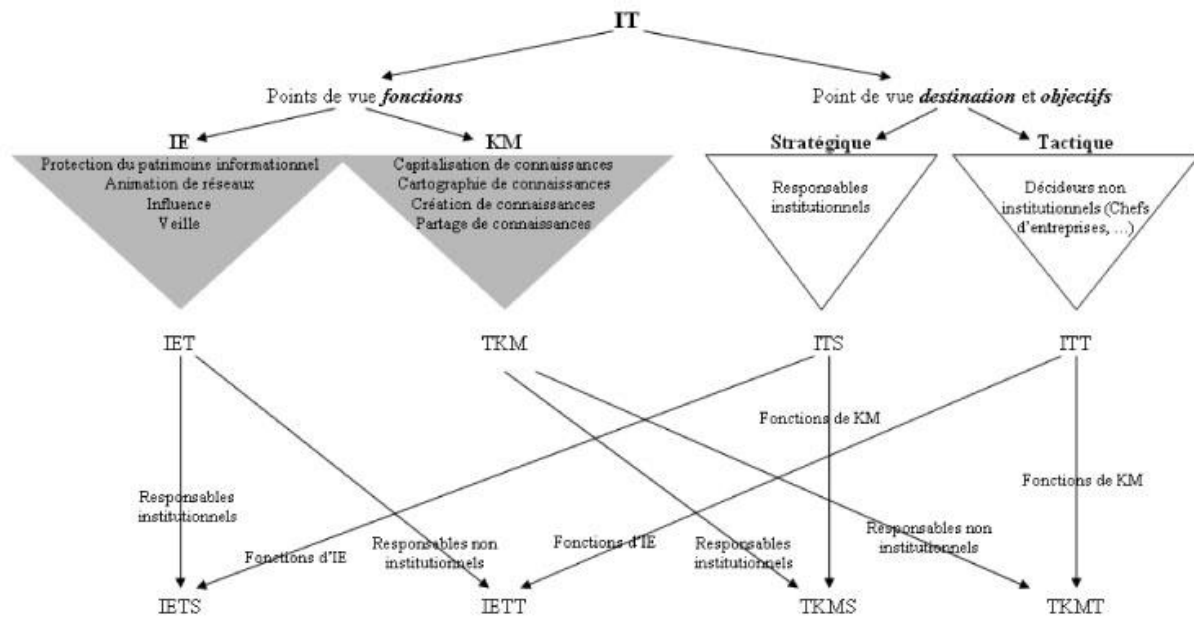 IT
Points de vue fonctions
Point de vue destination et objectifs
IE
KM
Stratégique
Tactique
Protection du patrimoine informationnel
Animation de réseaux
Influence
Veille
Capitalisation de connaissances
Cartographie de connaissances
Création de connaissances
Partage de connaissances
Responsables
institutionnels
Décideurs non
institutionnels (Chefs
d'entreprises, ...)
IET
TKM
ITS
ITT
Fonctions de KM
Fonctions de KM
Responsables
institutionnels
Fonctions d'IE
Responsables non
institutionnels
Fonctions d'IE
Responsables
institutionnels
Responsables non
institutionnels
IETS
IETT
TKMS
TKMT